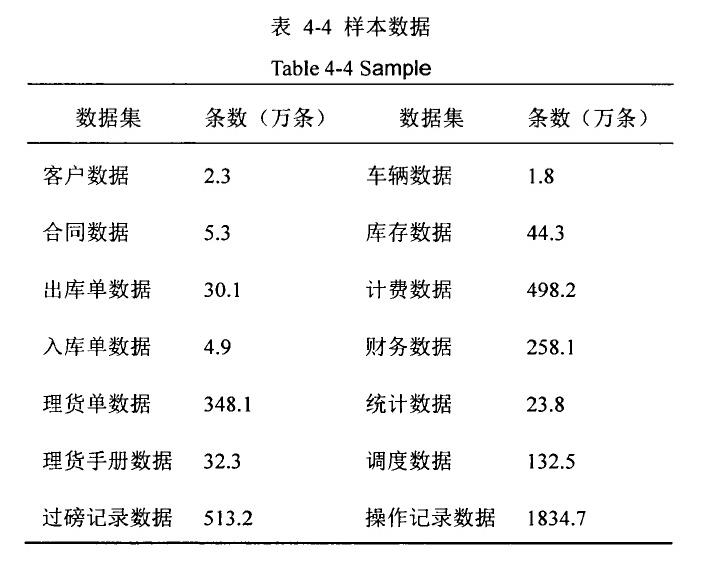 表 4-4 样本数据
Table 4-4 Sample
数据集 条数（万条） 数据集 条数（万条）
客户数据 2.3 车辆数据 1.8
合同数据 5.3 库存数据 44.3
出库单数据 30.1 计费数据 498.2
入库单数据 4.9 财务数据 258.1
理货单数据 348.1 统计数据 23.8
理货手册数据 32.3 调度数据 132.5
过磅记录数据 513.2 操作记录数据 1834.7